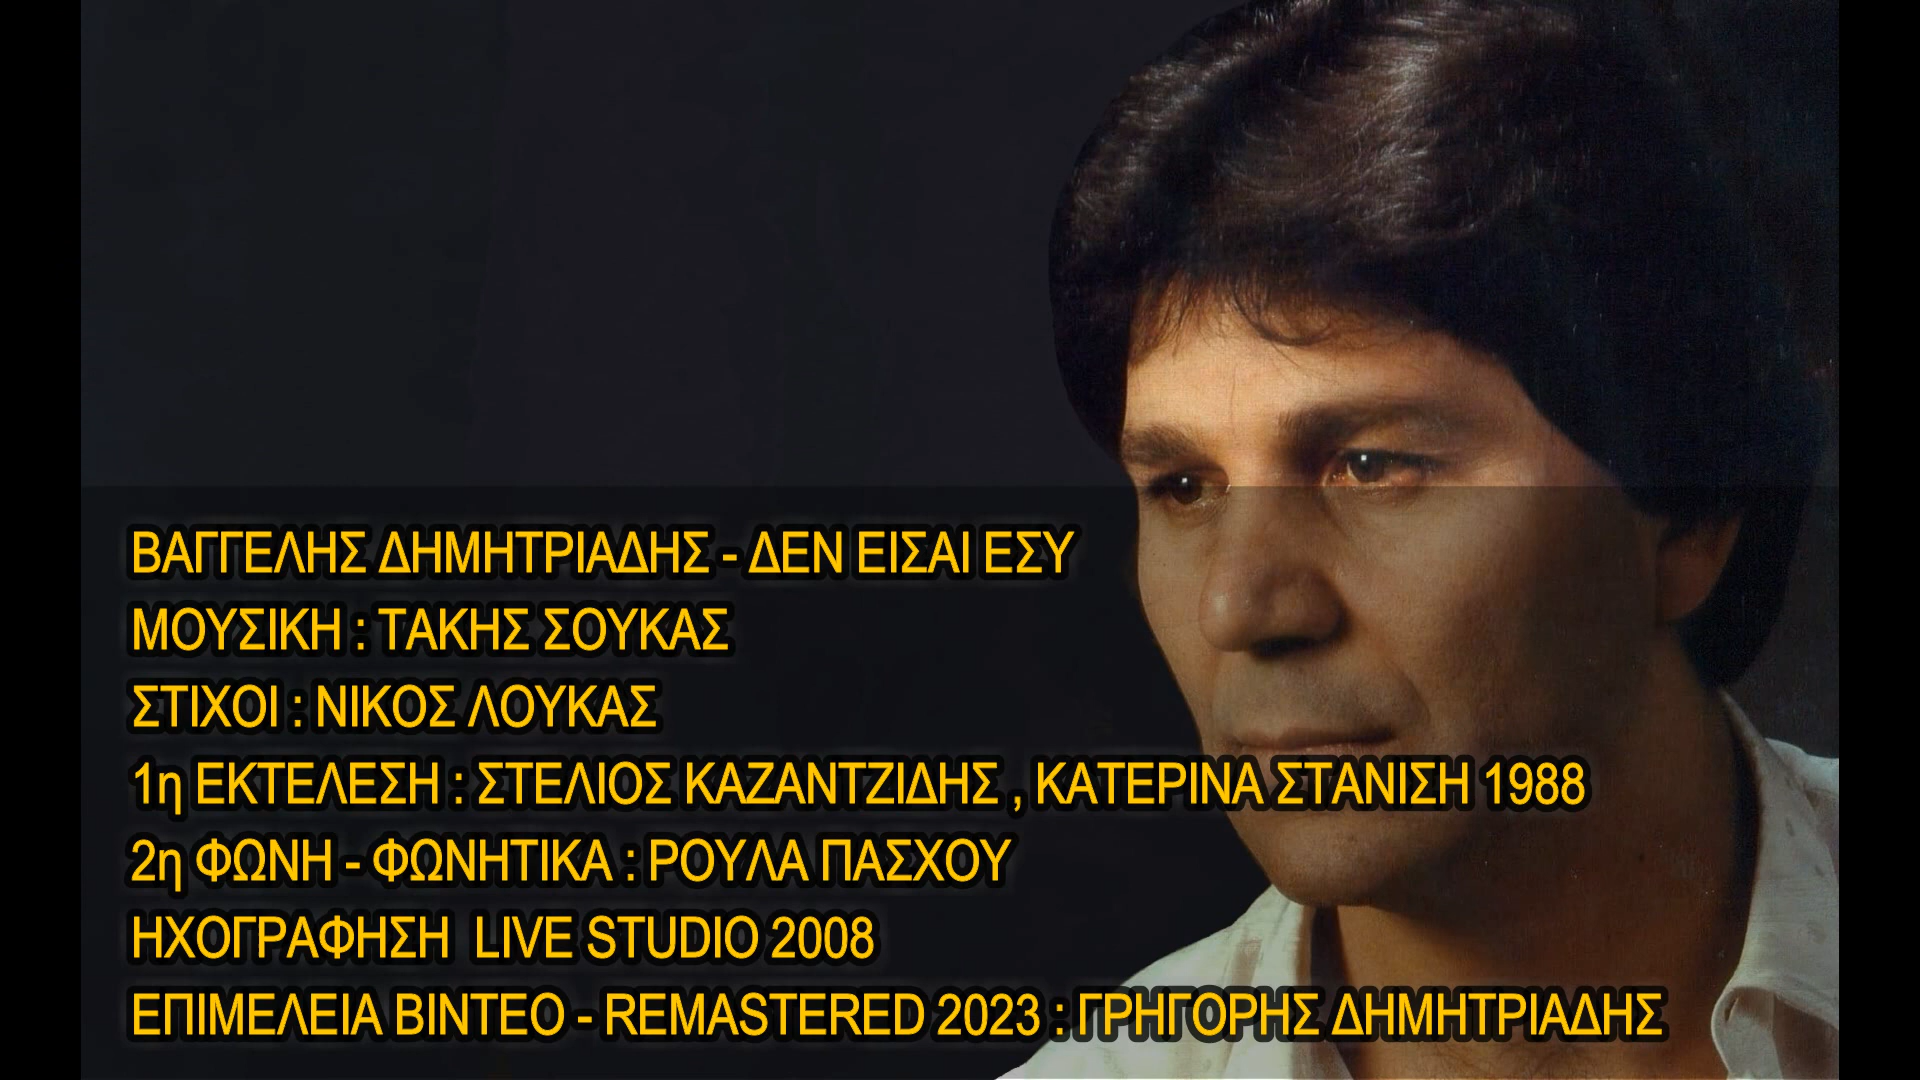 ΒΑΓΓΕΛΗΣ ΔΗΜΗΤΡΙΑΔΗΣ - ΔΕΝ ΕΙΣΑΙ ΕΣΥ
ΜΟΥΣΙΚΗ : ΤΑΚΗΣ ΣΟΥΚΑΣ
ΣΤΙΧΟΙ : ΝΙΚΟΣ ΛΟΥΚΑΣ
1η ΕΚΤΕΛΕΣΗ : ΣΤΕΛΙΟΣ ΚΑΖΑΝΤΖΙΔΗΣ , ΚΑΤΕΡΙΝΑ ΣΤΑΝΙΣΗ 1988
2η ΦΩΝΗ - ΦΩΝΗΤΙΚΑ : ΡΟΥΛΑ ΠΑΣΧΟΥ
ΗΧΟΓΡΑΦΗΣΗ LIVE STUDIO 2008
ΕΠΙΜΕΛΕΙΑ ΒΙΝΤΕΟ - REMASTERED 2023 : ΓΡΗΓΟΡΗΣ ΔΗΜΗΤΡΙΑΔΗΣ